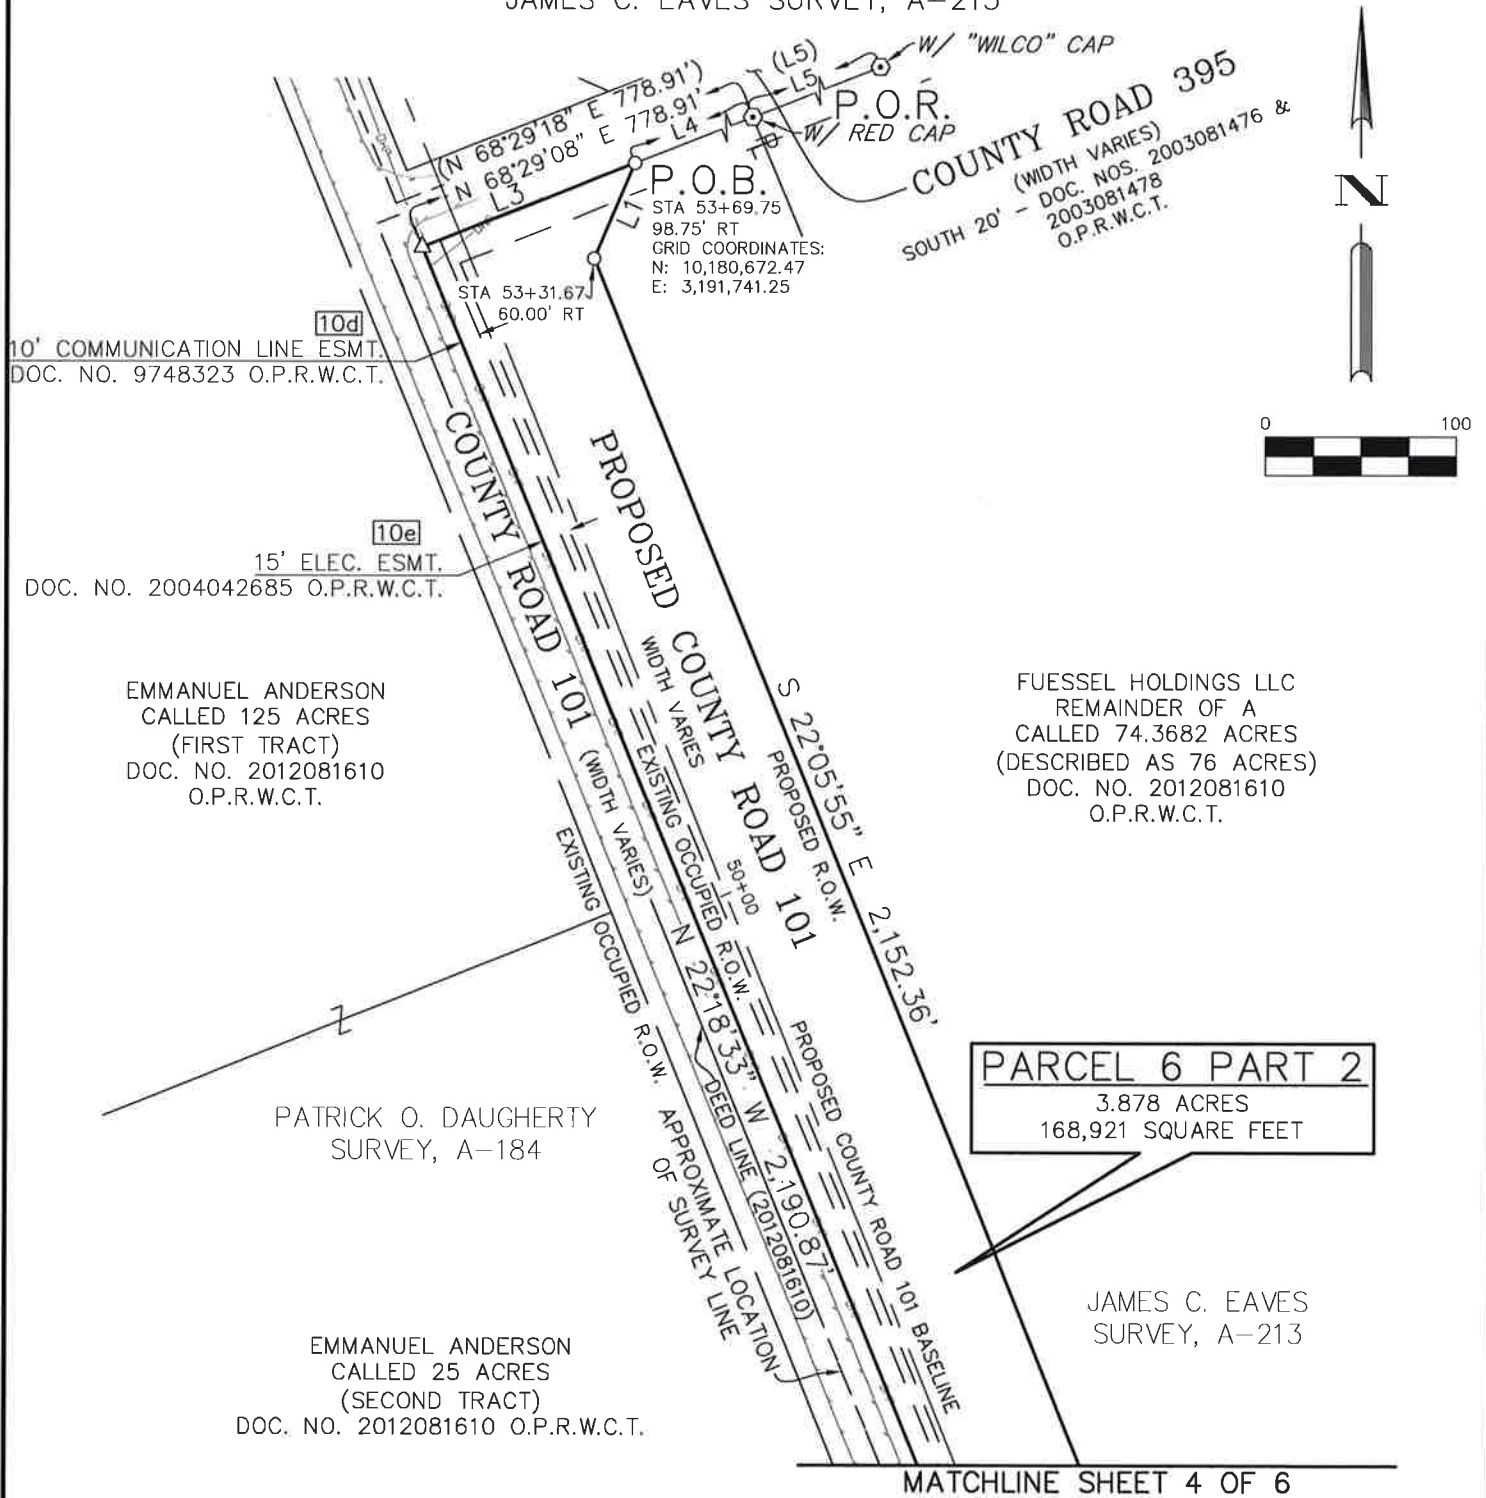 JAMES C. EAVES SURVEY, A-213
W/ "WILCO" CAP
(L5)
L5
(N 68°29'18" E 778.91')
N 68°29'08" E 778.91'
L4
L3
P.O.R.
W/ RED CAP
COUNTY ROAD 395
(WIDTH VARIES)
SOUTH 20' - DOC. NOS. 2003081476 &
2003081478
O.P.R.W.C.T.
N
P.O.B.
STA 53+69.75
98.75' RT
GRID COORDINATES:
N: 10,180,672.47
E: 3,191,741.25
L1
STA 53+31.67
60.00' RT
10d
10' COMMUNICATION LINE ESMT.
DOC. NO. 9748323 O.P.R.W.C.T.
0 100
10e
15' ELEC. ESMT.
DOC. NO. 2004042685 O.P.R.W.C.T.
COUNTY ROAD 101 (WIDTH VARIES)
PROPOSED COUNTY ROAD 101
WIDTH VARIES
EMMANUEL ANDERSON
CALLED 125 ACRES
(FIRST TRACT)
DOC. NO. 2012081610
O.P.R.W.C.T.
FUESSEL HOLDINGS LLC
REMAINDER OF A
CALLED 74.3682 ACRES
(DESCRIBED AS 76 ACRES)
DOC. NO. 2012081610
O.P.R.W.C.T.
S 22°05'55" E 2,152.36'
PROPOSED R.O.W.
EXISTING OCCUPIED R.O.W.
50+00
EXISTING OCCUPIED R.O.W.
N 22°18'33" W 2,190.87'
DEED LINE (2012081610)
PROPOSED COUNTY ROAD 101 BASELINE
PARCEL 6 PART 2
3.878 ACRES
168,921 SQUARE FEET
PATRICK O. DAUGHERTY
SURVEY, A-184
APPROXIMATE LOCATION
OF SURVEY LINE
JAMES C. EAVES
SURVEY, A-213
EMMANUEL ANDERSON
CALLED 25 ACRES
(SECOND TRACT)
DOC. NO. 2012081610 O.P.R.W.C.T.
MATCHLINE SHEET 4 OF 6